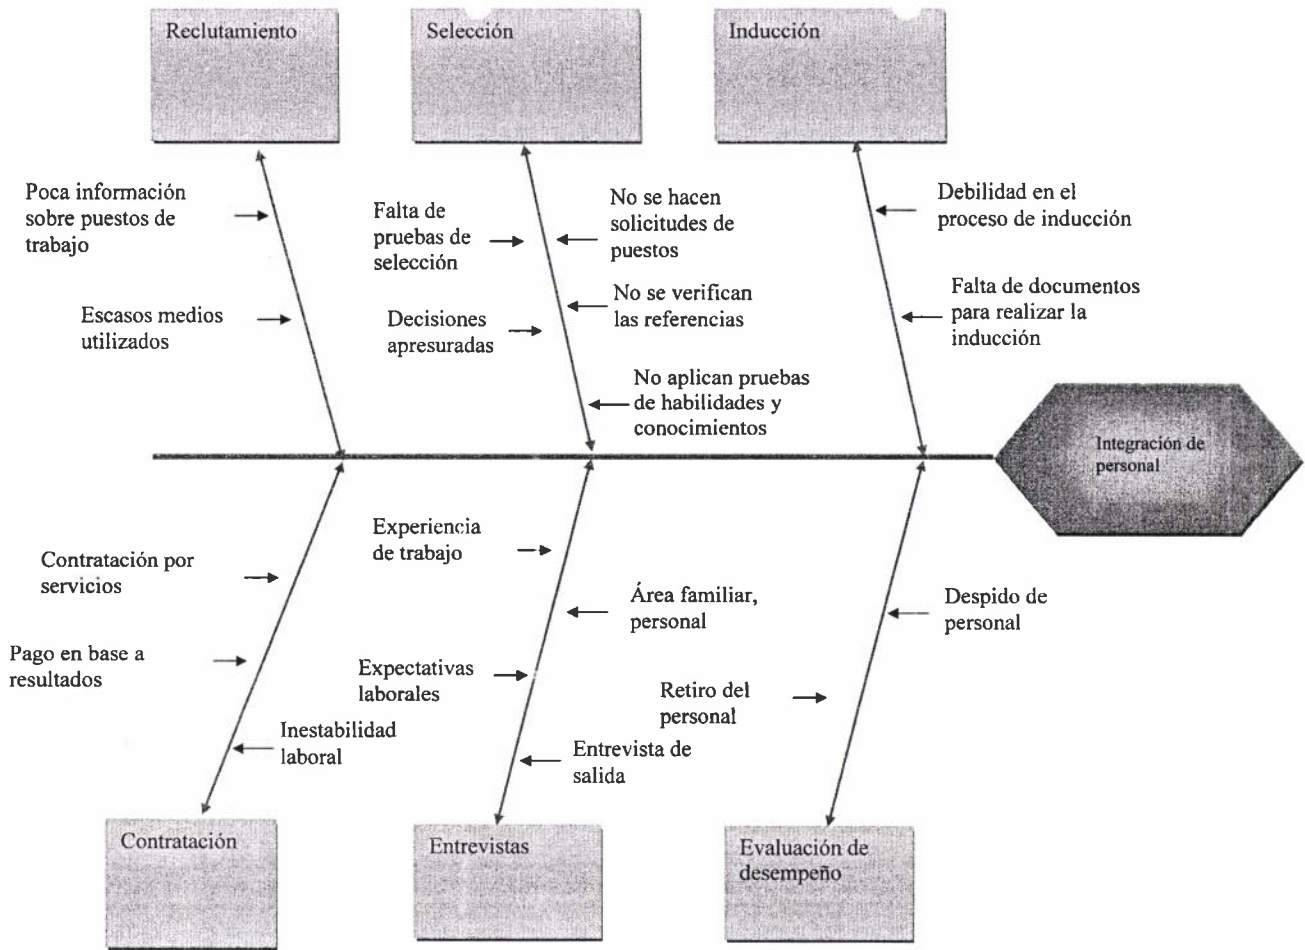 Reclutamiento
Selección
Inducción
Poca información
sobre puestos de
trabajo
Escasos medios
utilizados
Falta de
pruebas de
selección
Decisiones
apresuradas
No se hacen
solicitudes de
puestos
No se verifican
las referencias
No aplican pruebas
de habilidades y
conocimientos
Debilidad en el
proceso de inducción
Falta de documentos
para realizar la
inducción
Integración de
personal
Contratación por
servicios
Pago en base a
resultados
Inestabilidad
laboral
Experiencia
de trabajo
Área familiar,
personal
Expectativas
laborales
Entrevista de
salida
Despido de
personal
Retiro del
personal
Contratación
Entrevistas
Evaluación de
desempeño